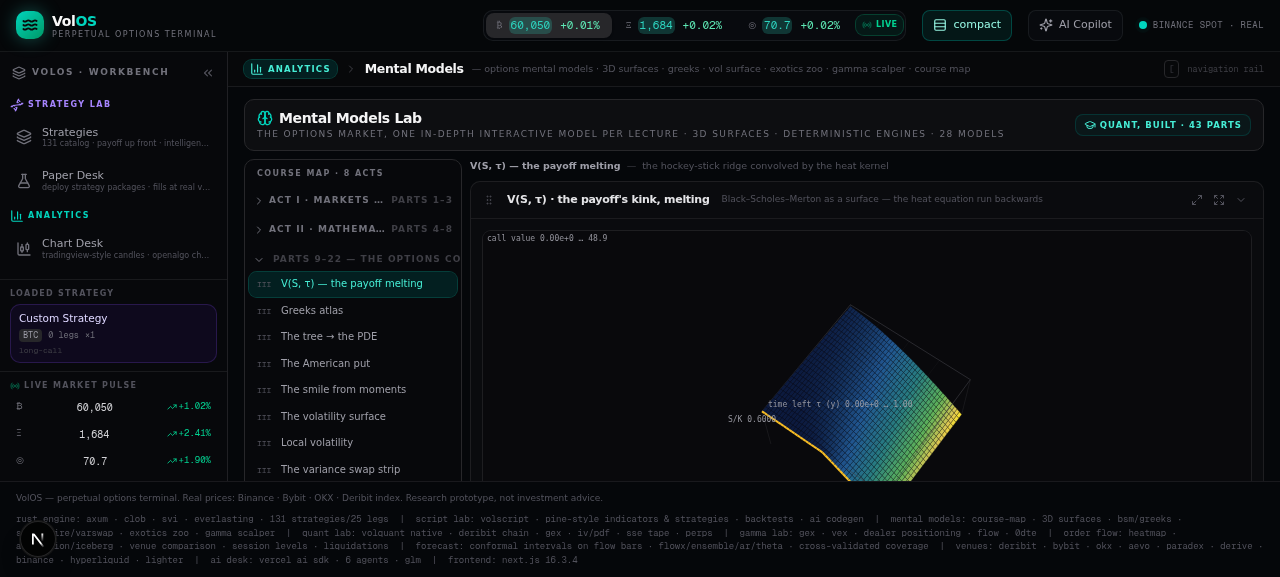 VolOS
PERPETUAL OPTIONS TERMINAL
₿ 60,050 +0.01% Ξ 1,684 +0.02% ◎ 70.7 +0.02% LIVE
compact
AI Copilot
BINANCE SPOT · REAL
VOLOS · WORKBENCH
STRATEGY LAB
Strategies
131 catalog · payoff up front · intelligen...
Paper Desk
deploy strategy packages · fills at real v...
ANALYTICS
Chart Desk
tradingview-style candles · openalgo ch...
LOADED STRATEGY
Custom Strategy
BTC 0 legs ×1
long-call
LIVE MARKET PULSE
₿ 60,050 +1.02%
Ξ 1,684 +2.41%
◎ 70.7 +1.90%
ANALYTICS › Mental Models — options mental models · 3D surfaces · greeks · vol surface · exotics zoo · gamma scalper · course map
[ navigation rail
Mental Models Lab
THE OPTIONS MARKET, ONE IN-DEPTH INTERACTIVE MODEL PER LECTURE · 3D SURFACES · DETERMINISTIC ENGINES · 28 MODELS
QUANT, BUILT · 43 PARTS
COURSE MAP · 8 ACTS
ACT I · MARKETS ... PARTS 1–3
ACT II · MATHEMA... PARTS 4–8
PARTS 9–22 — THE OPTIONS CO
III V(S, τ) — the payoff melting
III Greeks atlas
III The tree → the PDE
III The American put
III The smile from moments
III The volatility surface
III Local volatility
III The variance swap strip
V(S, τ) — the payoff melting — the hockey-stick ridge convolved by the heat kernel
V(S, τ) · the payoff's kink, melting Black–Scholes–Merton as a surface — the heat equation run backwards
call value 0.00e+0 … 48.9
time left τ (y) 0.00e+0 … 1.00
S/K 0.6000
VolOS — perpetual options terminal. Real prices: Binance · Bybit · OKX · Deribit index. Research prototype, not investment advice.
rust engine: axum · clob · svi · everlasting · 131 strategies/25 legs | script lab: volscript · pine-style indicators & strategies · backtests · ai codegen | mental models: course-map · 3D surfaces · bsm/greeks ·
ire/varswap · exotics zoo · gamma scalper | quant lab: volquant native · deribit chain · gex · iv/pdf · sse tape · perps | gamma lab: gex · vex · dealer positioning · flow · 0dte | order flow: heatmap ·
ion/iceberg · venue comparison · session levels · liquidations | forecast: conformal intervals on flow bars · flowx/ensemble/ar/theta · cross-validated coverage | venues: deribit · bybit · okx · aevo · paradex · derive ·
binance · hyperliquid · lighter | ai desk: vercel ai sdk · 6 agents · glm | frontend: next.js 16.3.4
N